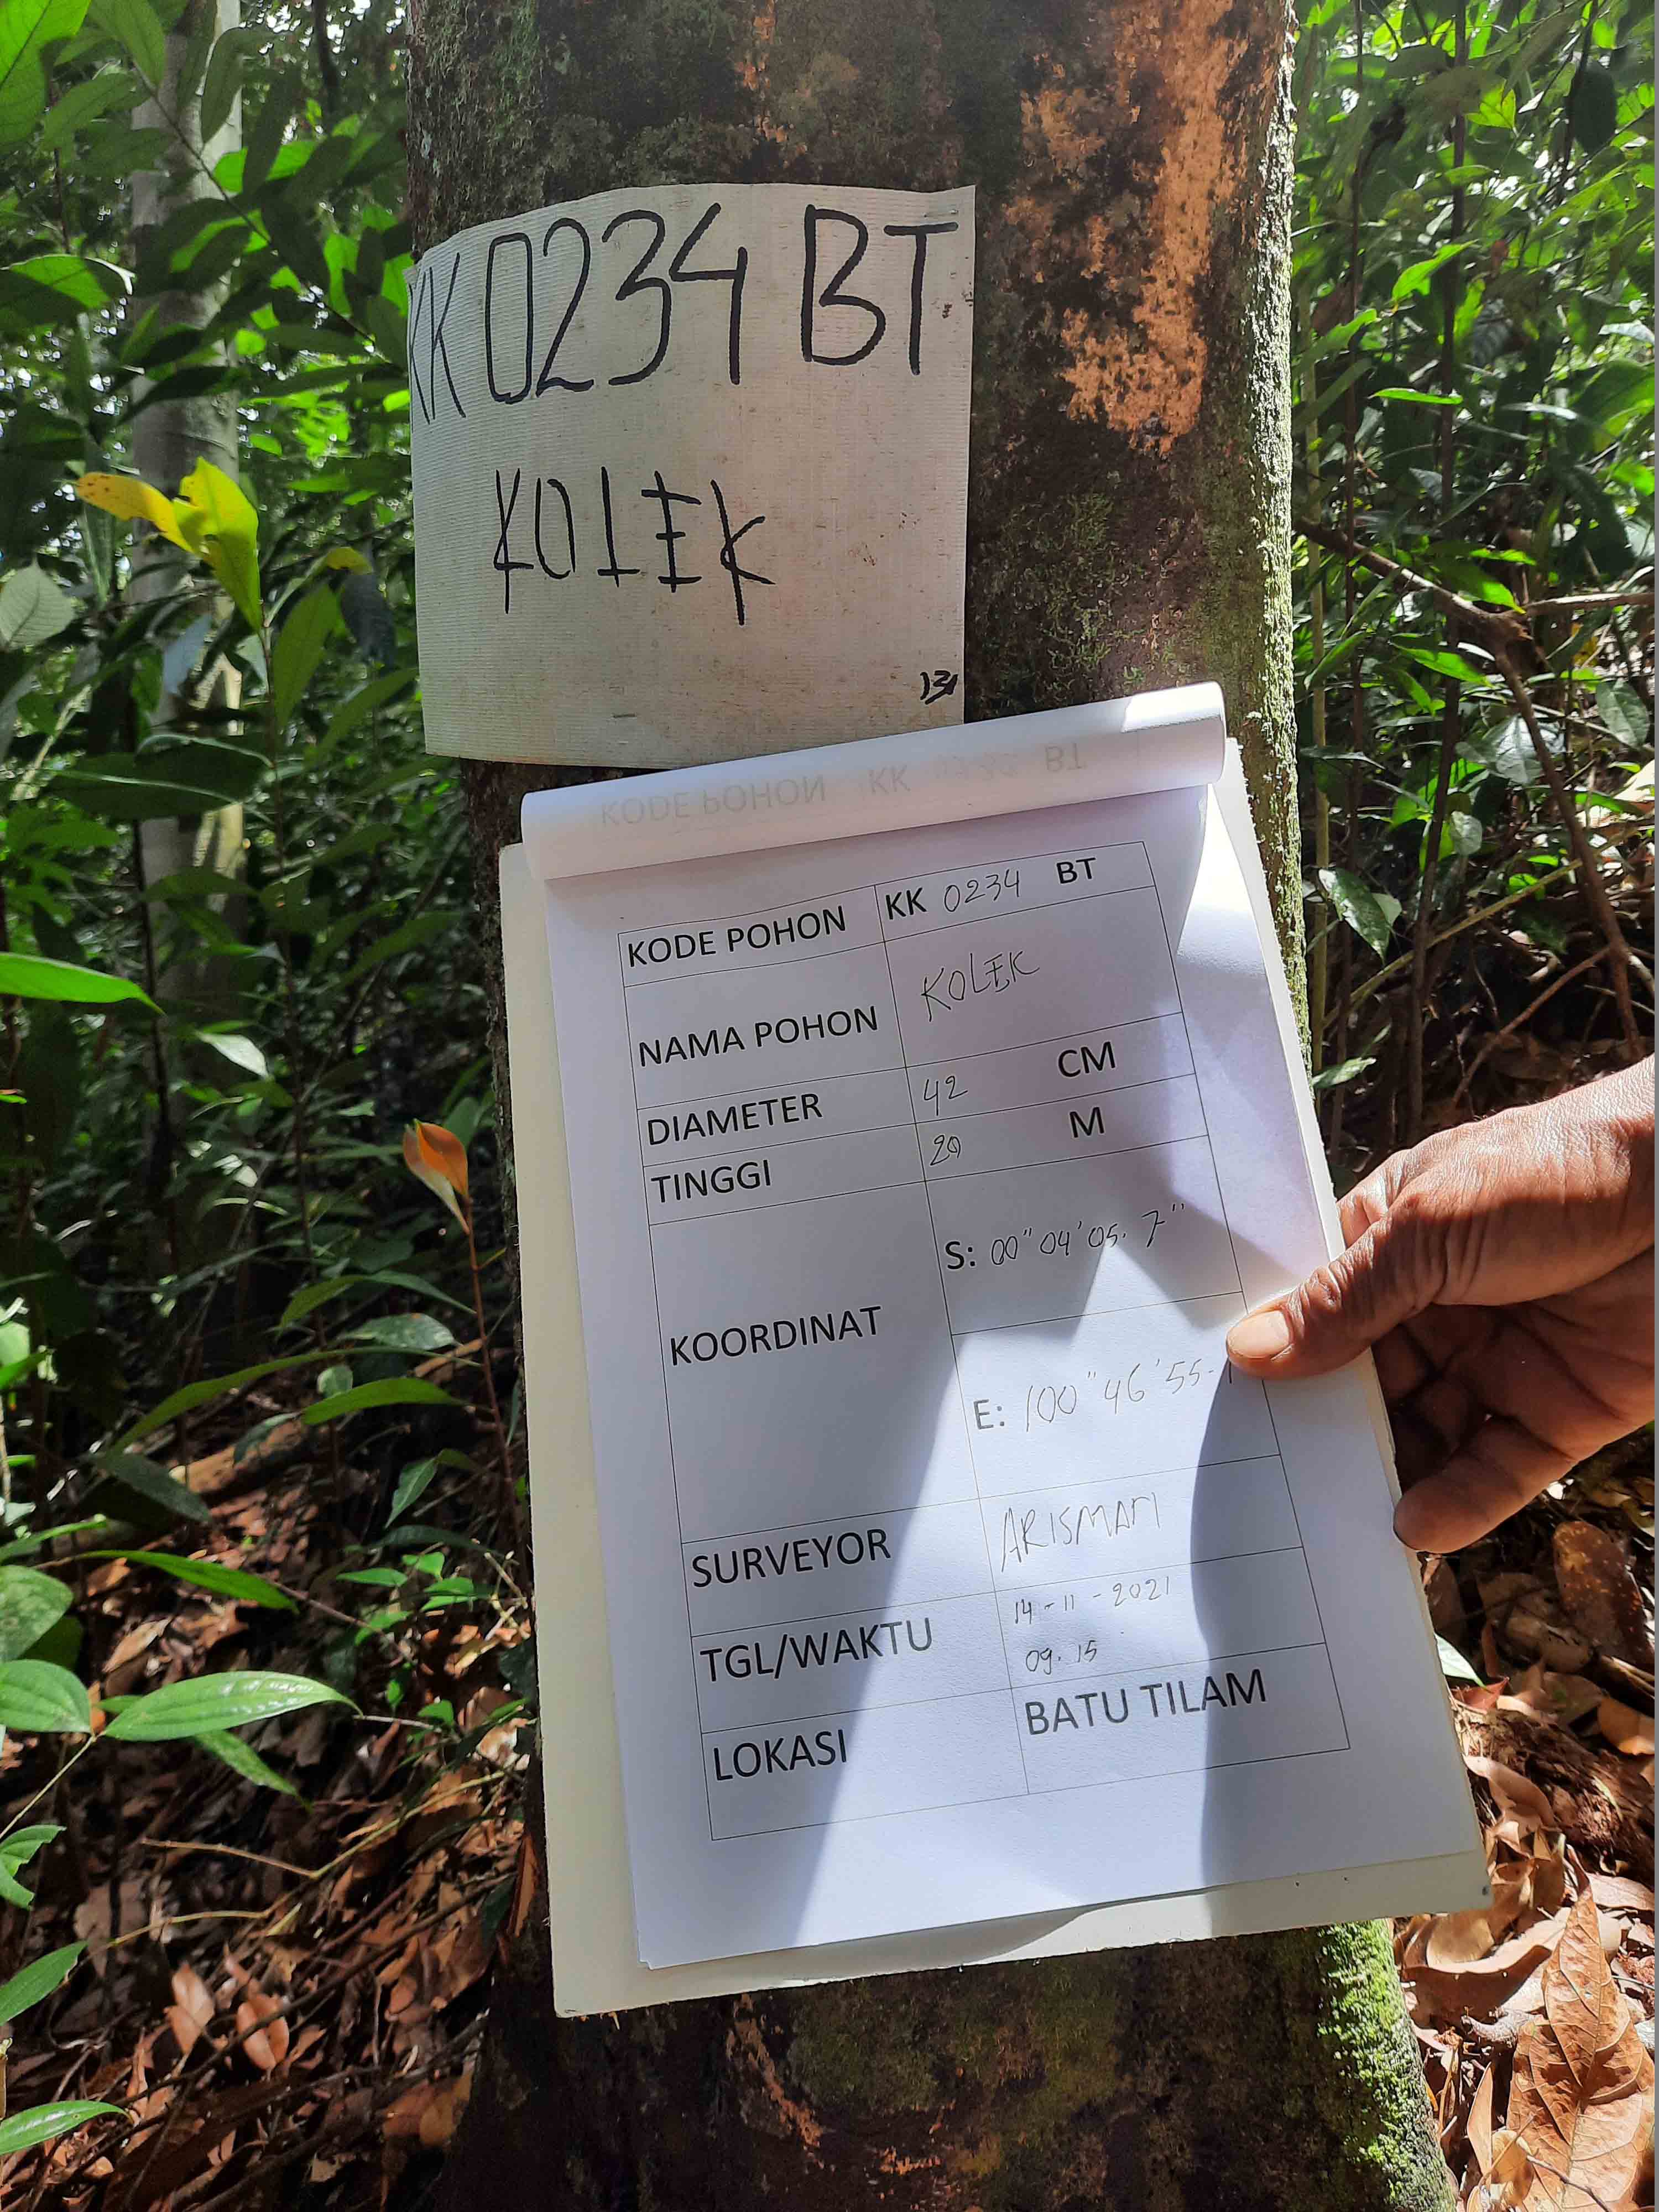 KK 0234 BT
KOLEK
131
KODE POHON KK BT
KODE POHON KK 0234 BT
NAMA POHON KOLEK
DIAMETER 42 CM
TINGGI 20 M
KOORDINAT
S: 00" 04' 05. 7"
E: 100" 46' 55.
SURVEYOR ARISMAN
TGL/WAKTU 14 - 11 - 2021
09. 15
LOKASI BATU TILAM